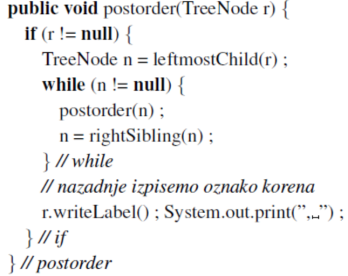 public void postorder(TreeNode r) {
if (r != null) {
TreeNode n = leftmostChild(r) ;
while (n != null) {
postorder(n) ;
n = rightSibling(n) ;
} // while
// nazadnje izpisemo oznako korena
r.writeLabel() ; System.out.print(”,␣”) ;
} // if
} // postorder